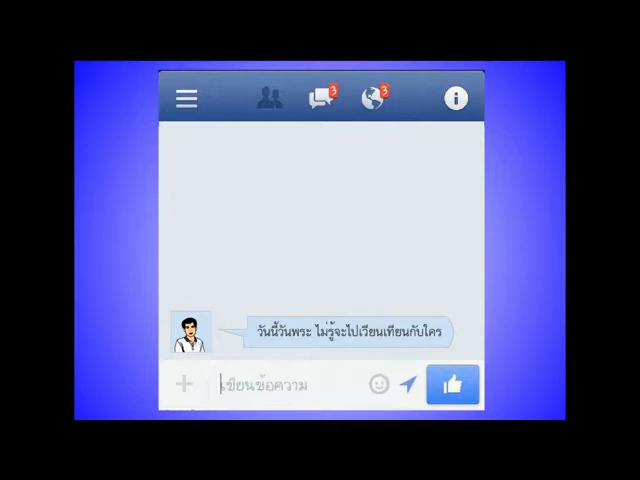 3 3
วันนี้วันพระ ไม่รู้จะไปเวียนเทียนกับใคร
เขียนข้อความ